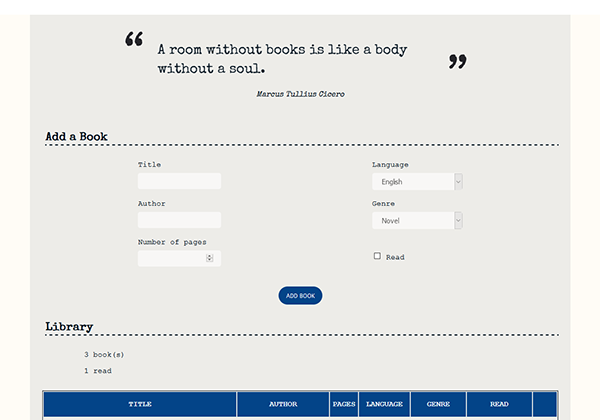 “
A room without books is like a body
without a soul.
”
Marcus Tullius Cicero
Add a Book
Title
Language
English
Author
Genre
Novel
Number of pages
Read
ADD BOOK
Library
3 book(s)
1 read
TITLE AUTHOR PAGES LANGUAGE GENRE READ